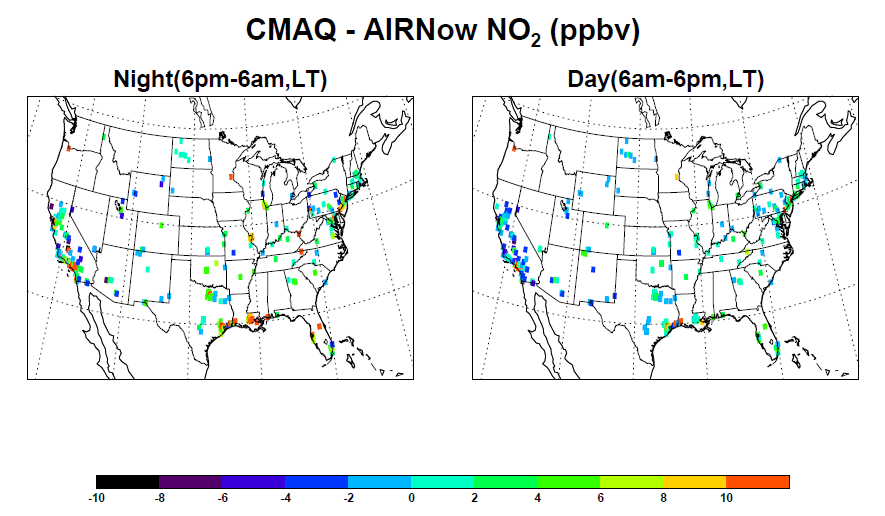 CMAQ - AIRNow NO2 (ppbv)
Night(6pm-6am,LT)
Day(6am-6pm,LT)
-10 -8 -6 -4 -2 0 2 4 6 8 10